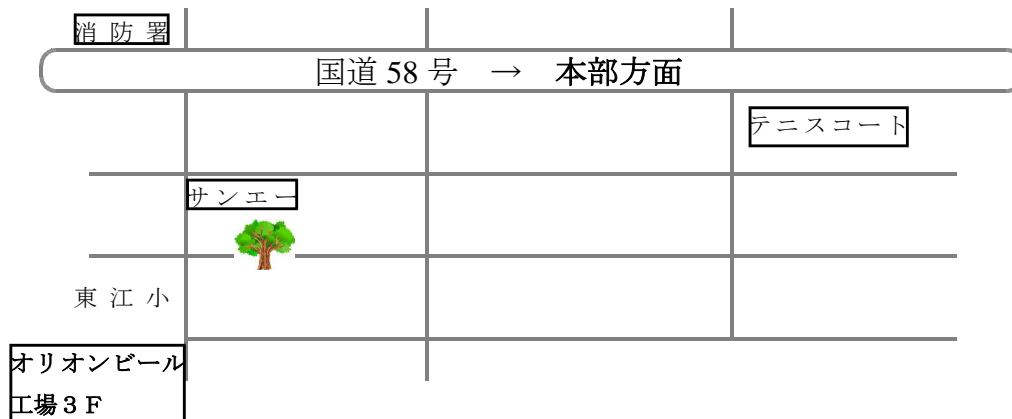 消防署
国道 58 号　→　本部方面
テニスコート
サンエー
東江小
オリオンビール
工場３Ｆ